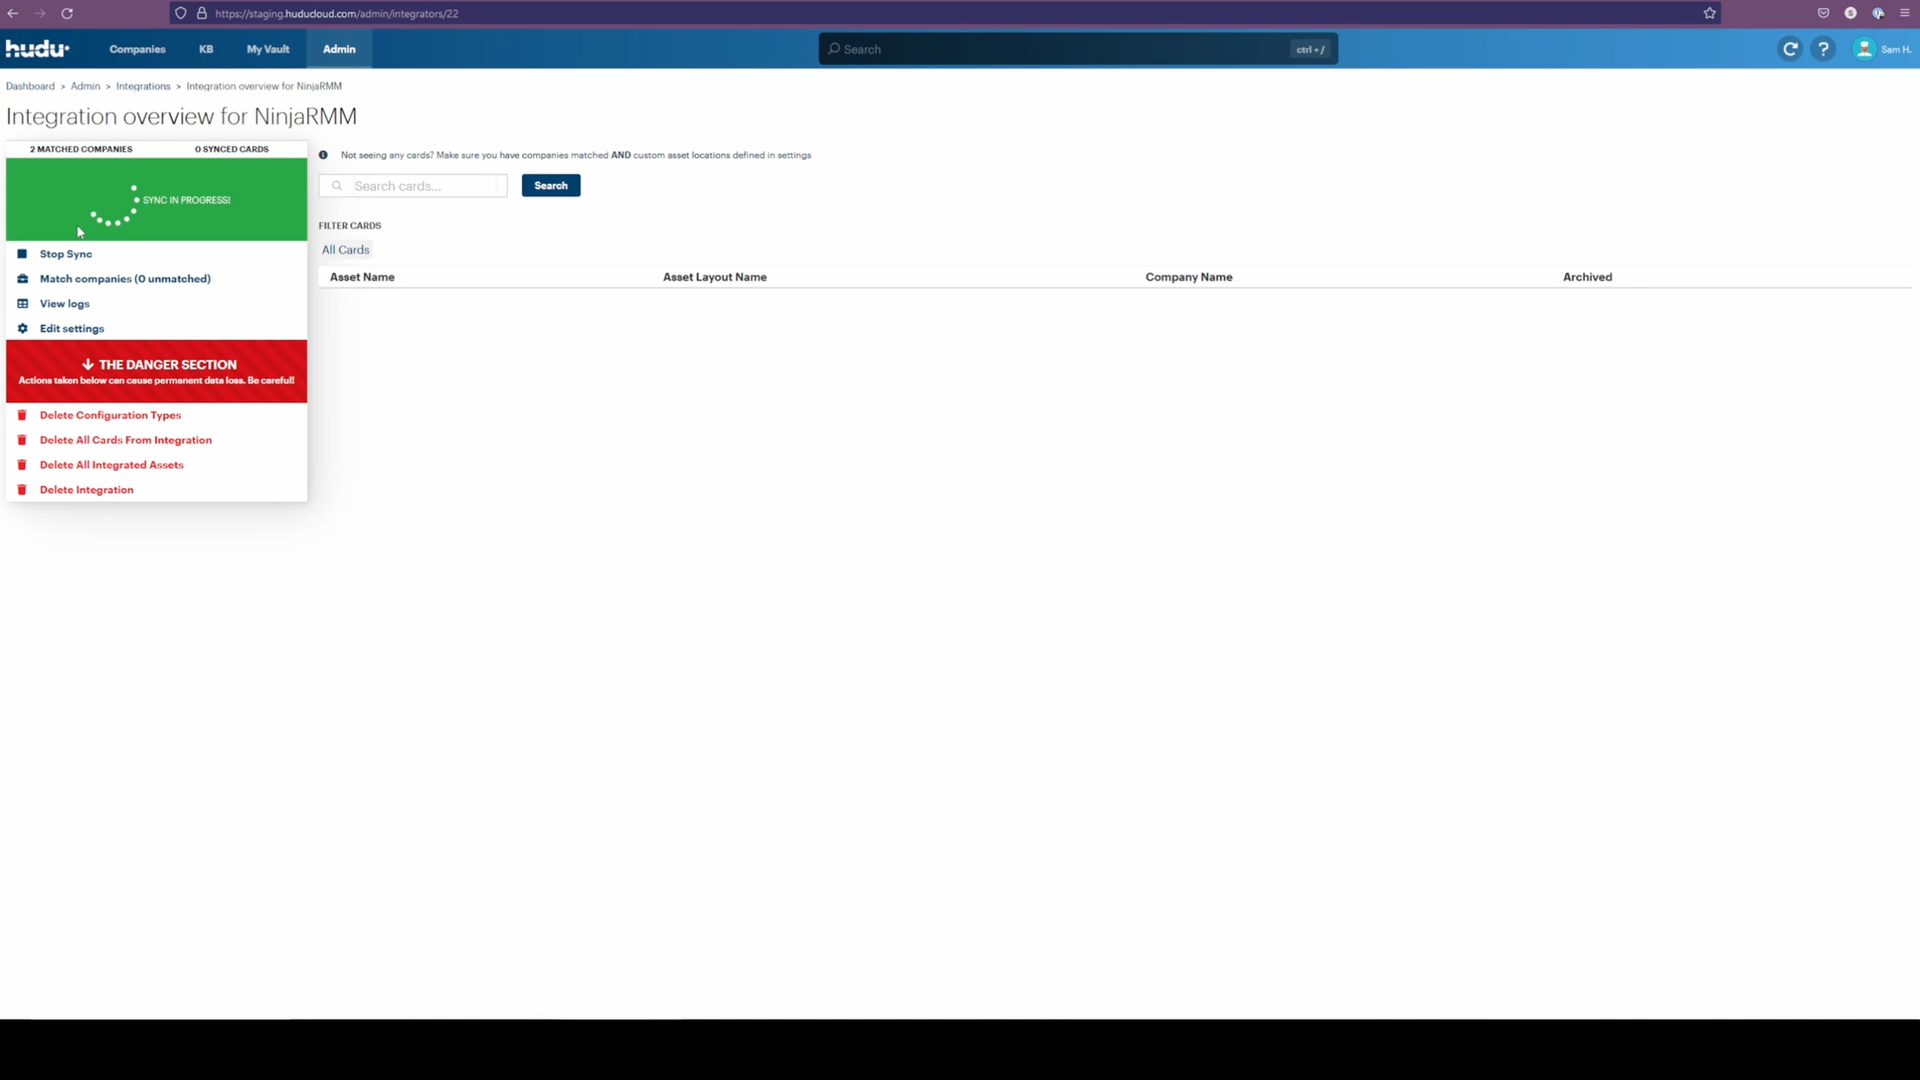 https://staging.huducloud.com/admin/integrators/22
hudu
Companies
KB
My Vault
Admin
Search
ctrl + /
?
Sam H.
Dashboard > Admin > Integrations > Integration overview for NinjaRMM
Integration overview for NinjaRMM
2 MATCHED COMPANIES
0 SYNCED CARDS
SYNC IN PROGRESS!
Stop Sync
Match companies (0 unmatched)
View logs
Edit settings
THE DANGER SECTION
Actions taken below can cause permanent data loss. Be careful!
Delete Configuration Types
Delete All Cards From Integration
Delete All Integrated Assets
Delete Integration
Not seeing any cards? Make sure you have companies matched AND custom asset locations defined in settings
Search cards...
Search
FILTER CARDS
All Cards
Asset Name
Asset Layout Name
Company Name
Archived